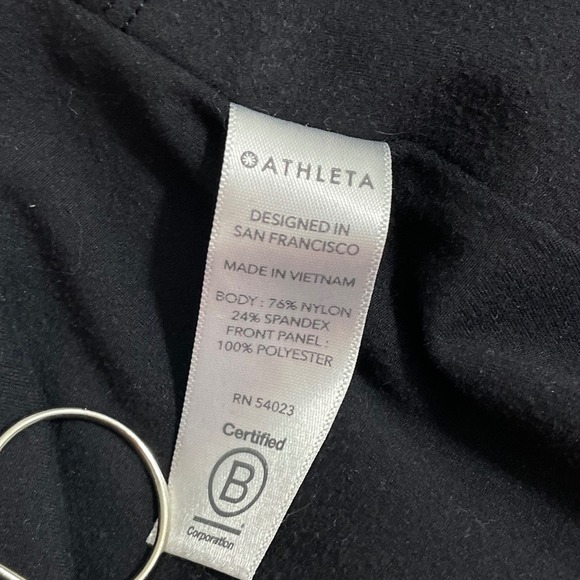 ATHLETA
DESIGNED IN
SAN FRANCISCO
MADE IN VIETNAM
BODY : 76% NYLON
24% SPANDEX
FRONT PANEL :
100% POLYESTER
RN 54023
Certified
B
Corporation